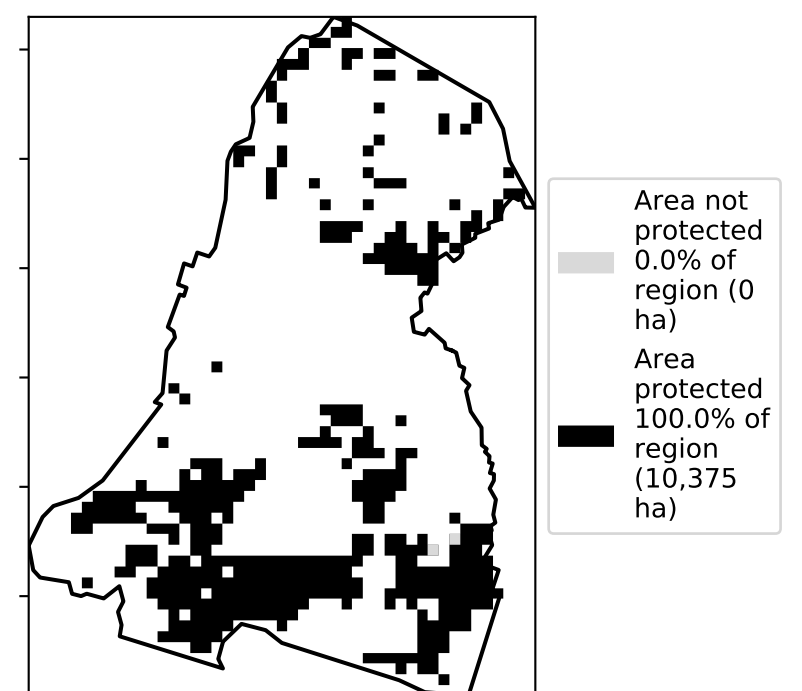 Area not
protected
0.0% of
region (0
ha)
Area
protected
100.0% of
region
(10,375
ha)